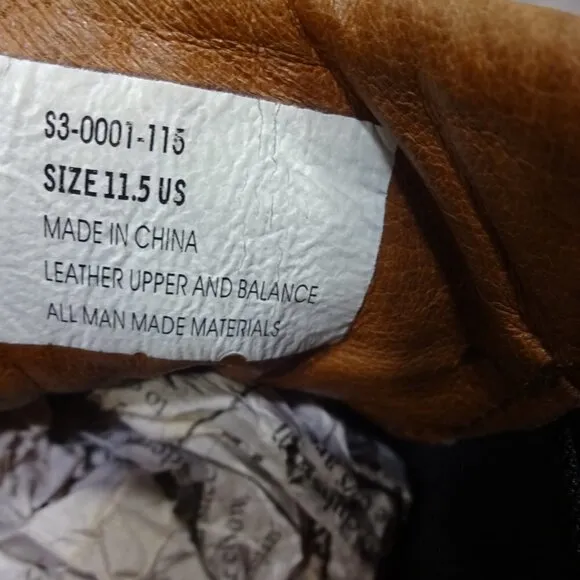 S3-0001-115
SIZE 11.5 US
MADE IN CHINA
LEATHER UPPER AND BALANCE
ALL MAN MADE MATERIALS